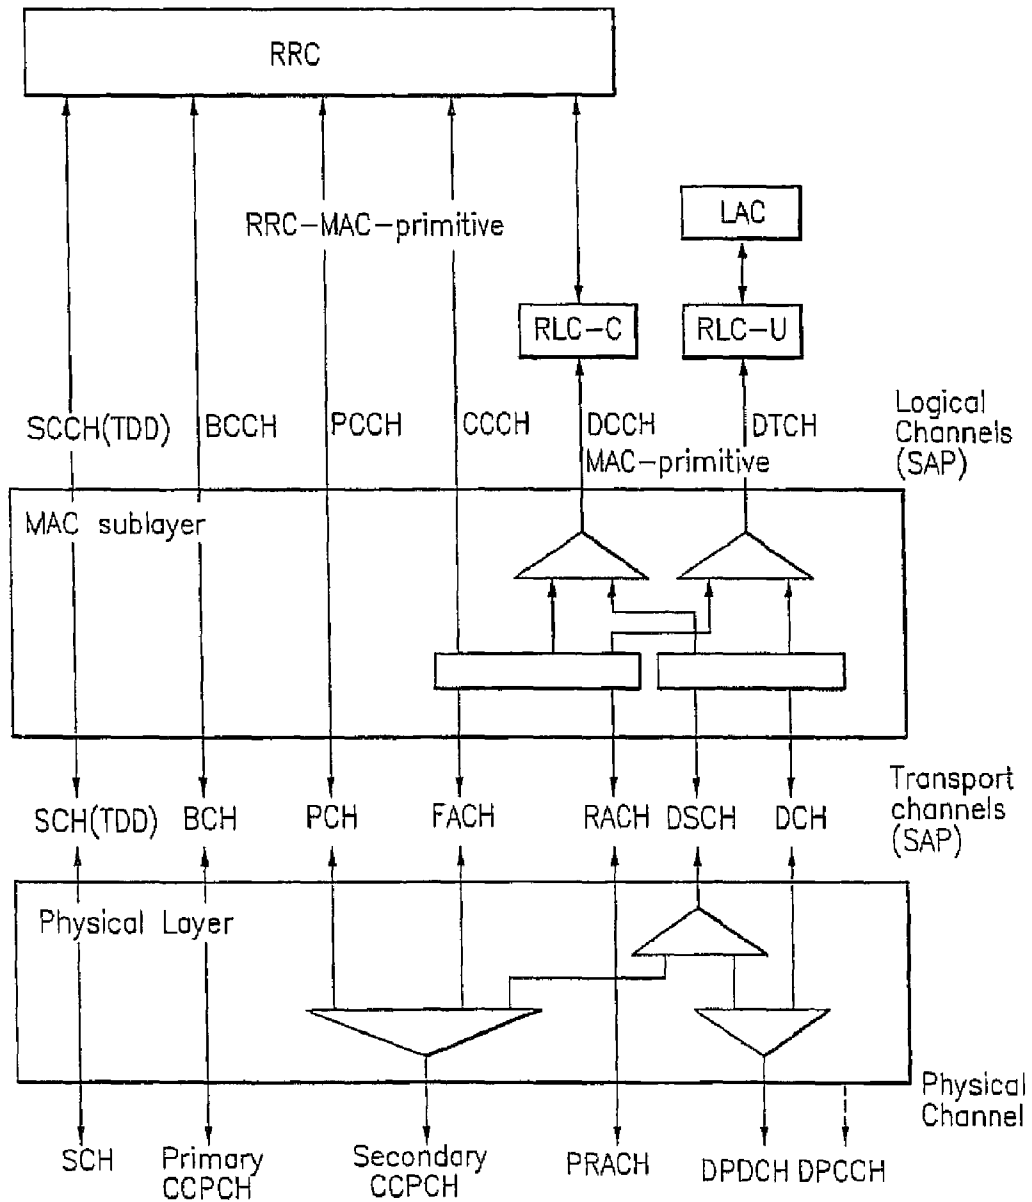 RRC
LAC
RRC-MAC-primitive
RLC-C
RLC-U
SCCH(TDD)
BCCH
PCCH
CCCH
DCCH
DTCH
Logical
Channels
(SAP)
MAC-primitive
MAC sublayer
SCH(TDD)
BCH
PCH
FACH
RACH
DSCH
DCH
Transport
channels
(SAP)
Physical Layer
Physical
Channel
SCH
Primary
CCPCH
Secondary
CCPCH
PRACH
DPDCH
DPCCH